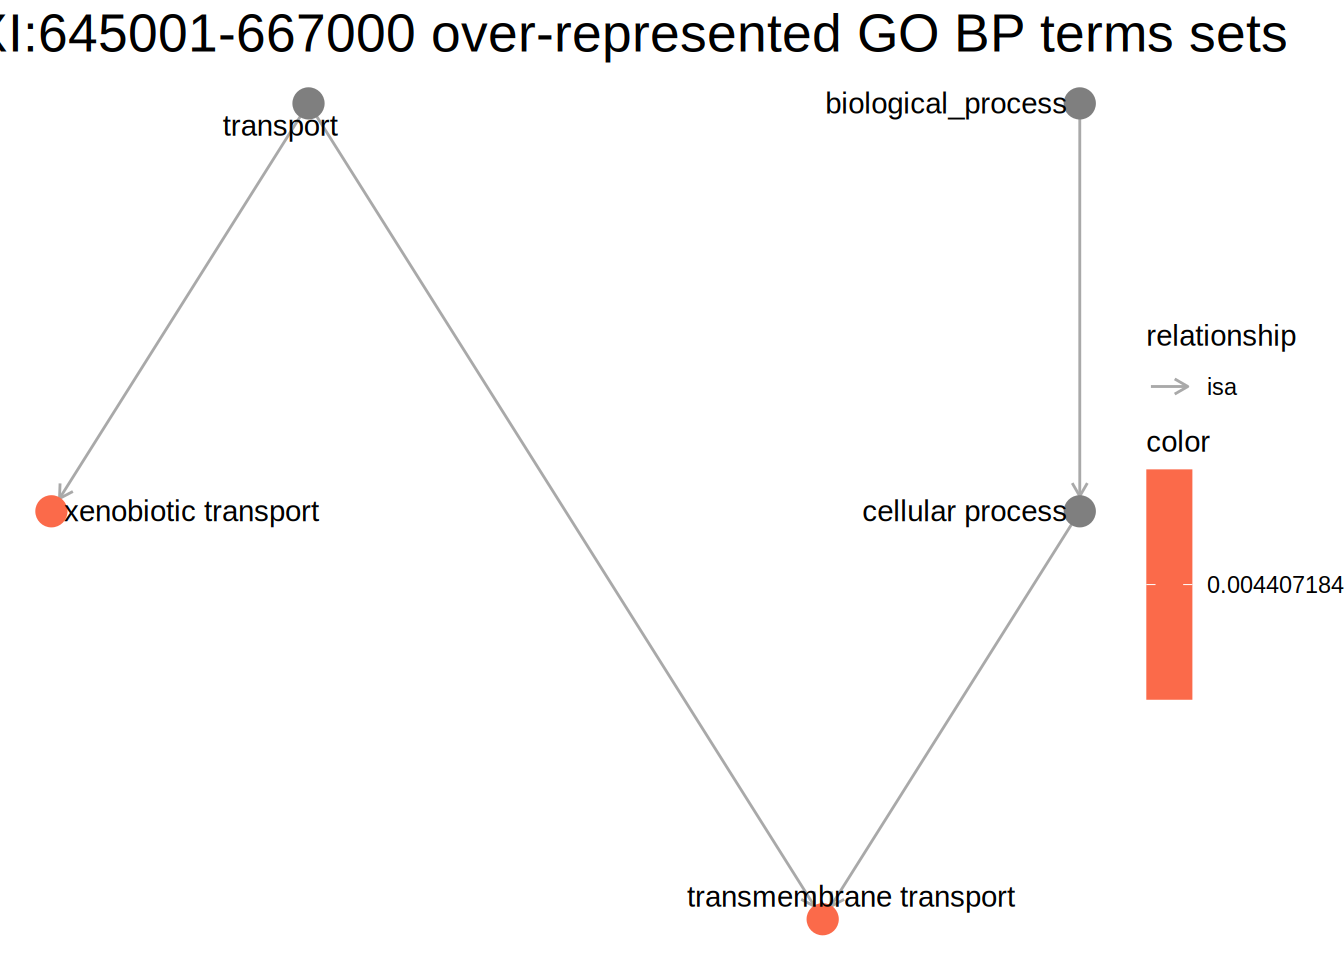 XI:645001-667000 over-represented GO BP terms sets
transport
biological_process
relationship
isa
color
xenobiotic transport
cellular process
0.004407184
transmembrane transport